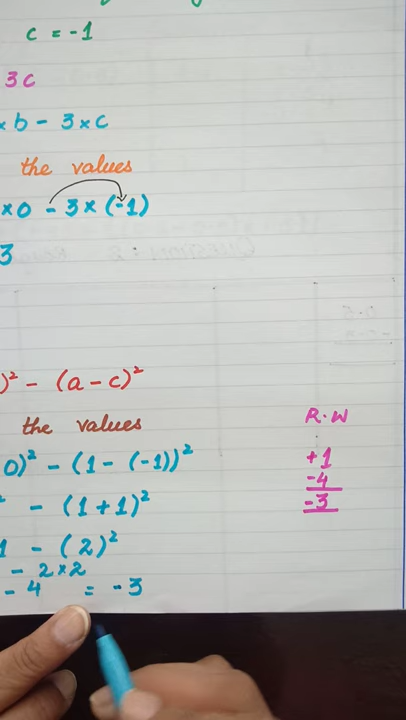 c = -1
3c
×b - 3×c
the values
×0 - 3×(-1)
3
)² - (a-c)²
the values
R.W
0)² - (1-(-1))²
+1
² - (1+1)²
-4
-3
1 - (2)²
- 2×2
- 4 = -3